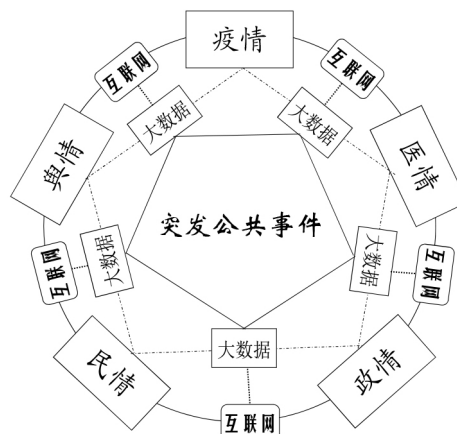 疫情
互联网
互联网
大数据
大数据
舆情
医情
突发公共事件
大数据
大数据
互联网
互联网
民情
大数据
政情
互联网